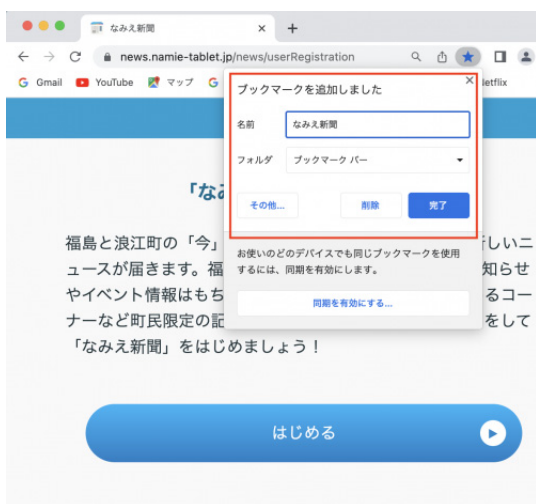 なみえ新聞
news.namie-tablet.jp/news/userRegistration
Gmail YouTube マップ
etflix
ブックマークを追加しました
名前 なみえ新聞
フォルダ ブックマーク バー
その他... 削除 完了
お使いのどのデバイスでも同じブックマークを使用
するには、同期を有効にします。
同期を有効にする...
「なみ
福島と浪江町の「今」 しいニ
ュースが届きます。福 知らせ
やイベント情報はもち るコー
ナーなど町民限定の記 をして
「なみえ新聞」をはじめましょう！
はじめる